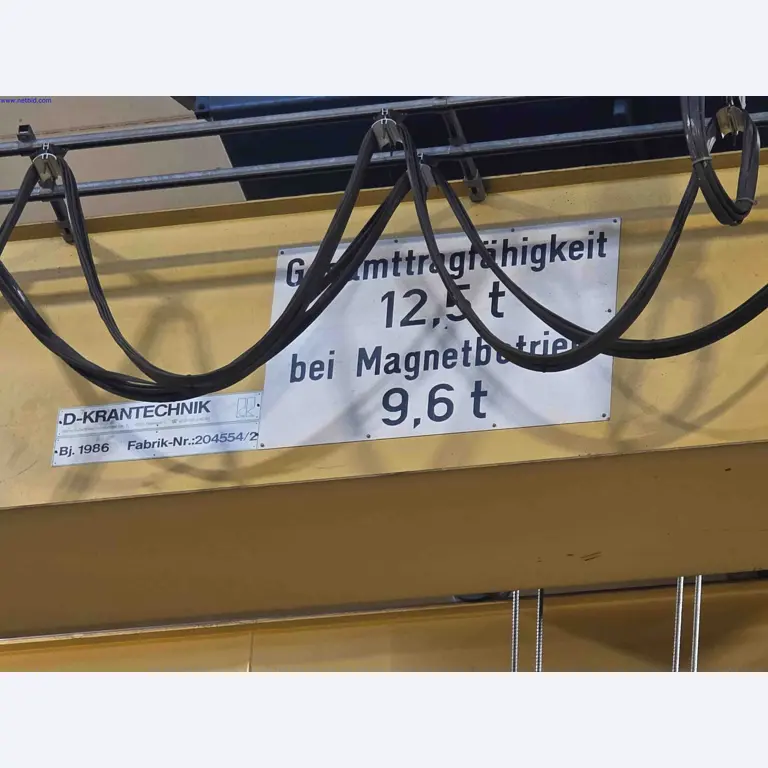 www.netbid.com
Gesamttragfähigkeit
12,5 t
bei Magnetbetrieb
9,6 t
D-KRANTECHNIK
Bj. 1986 Fabrik-Nr.:204554/2